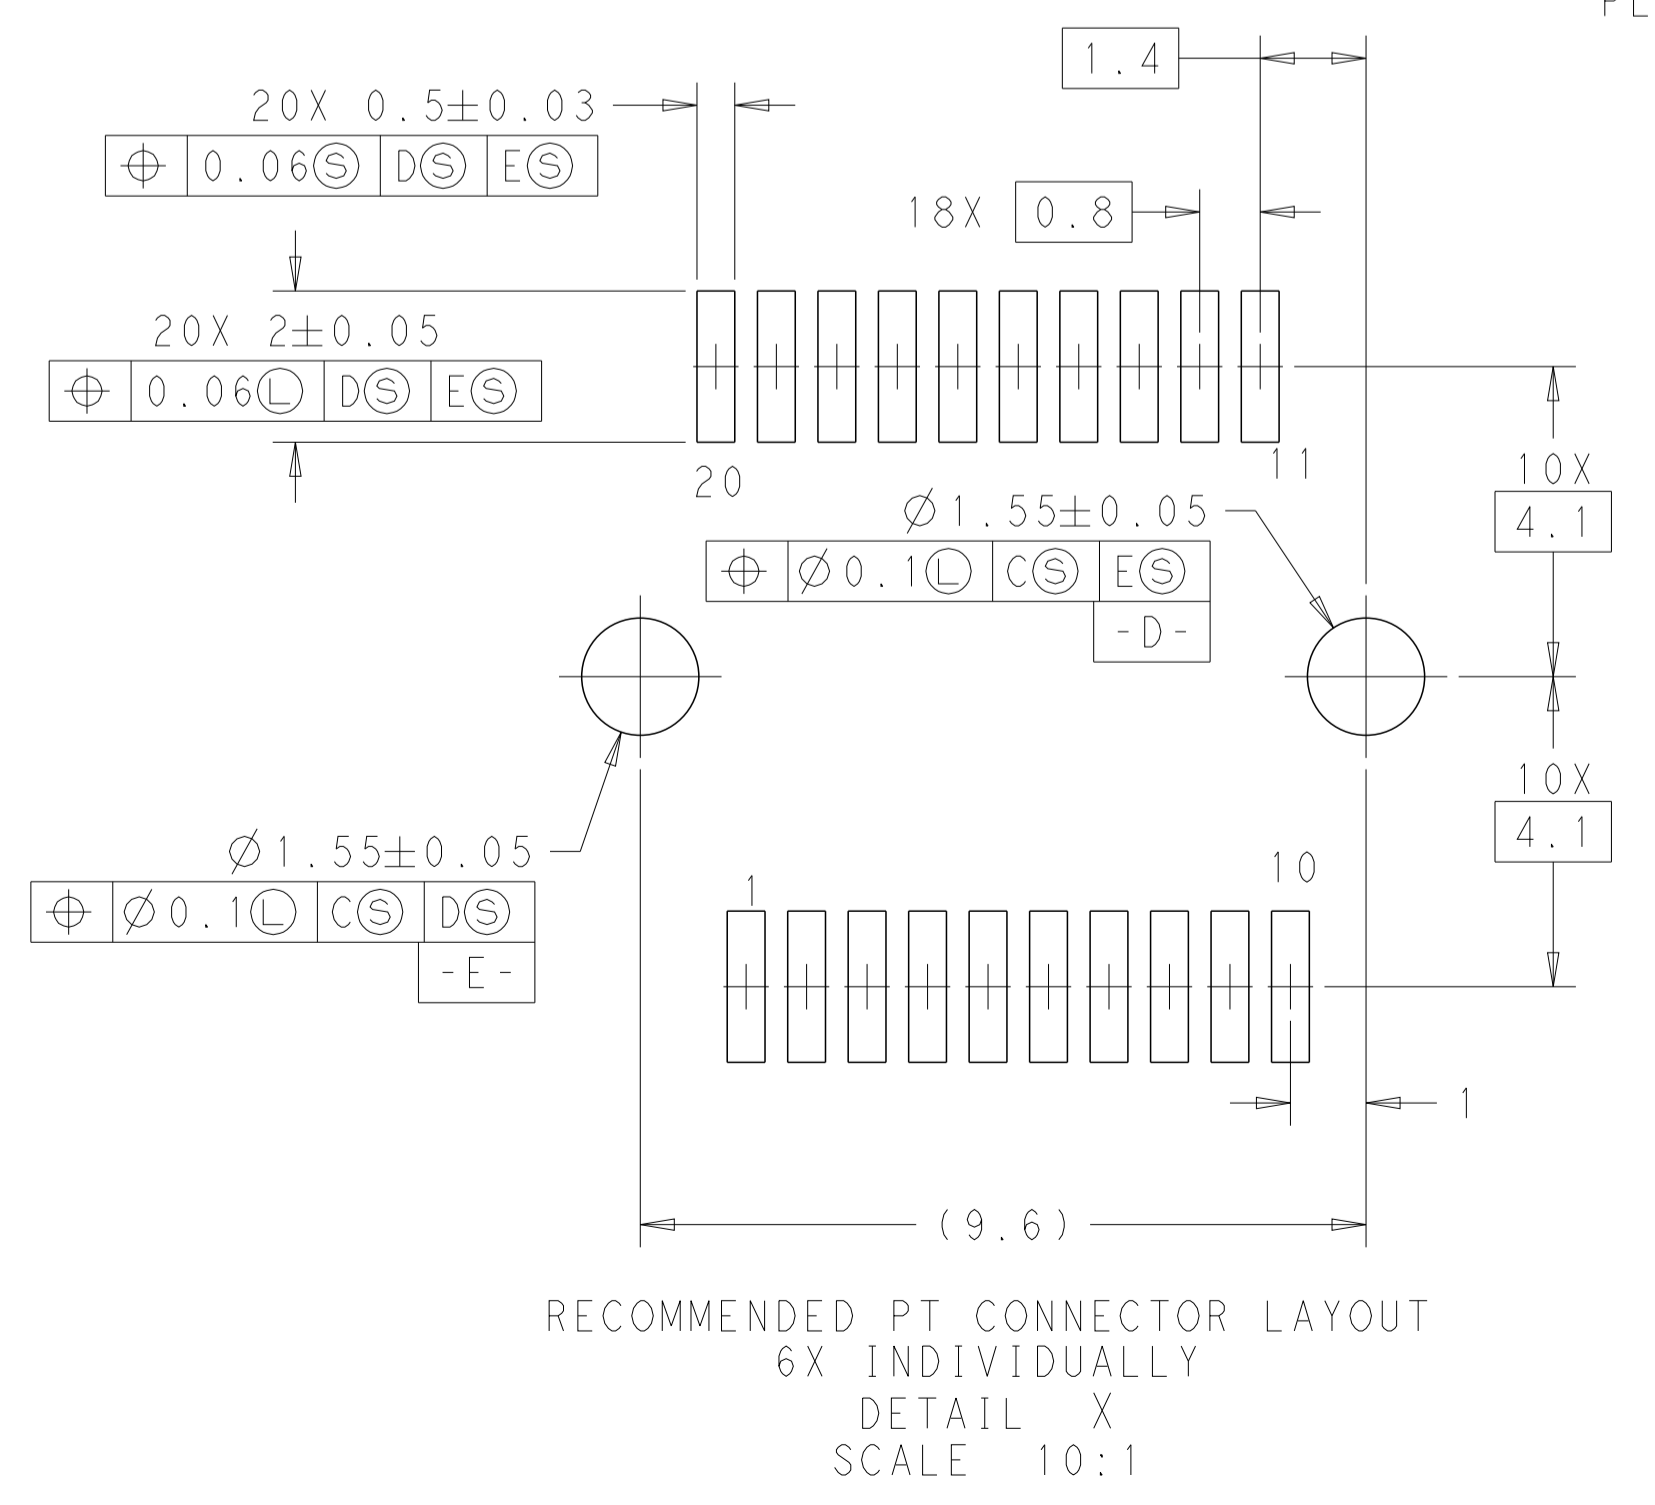 1.4
20X 0.5±0.03
⌖ 0.06Ⓢ DⓈ EⓈ
18X 0.8
20X 2±0.05
⌖ 0.06Ⓛ DⓈ EⓈ
20
11
10X
4.1
Ø1.55±0.05
⌖ Ø0.1Ⓛ CⓈ EⓈ
-D-
10X
4.1
Ø1.55±0.05
⌖ Ø0.1Ⓛ CⓈ DⓈ
-E-
1
10
1
(9.6)
RECOMMENDED PT CONNECTOR LAYOUT
6X INDIVIDUALLY
DETAIL X
SCALE 10:1